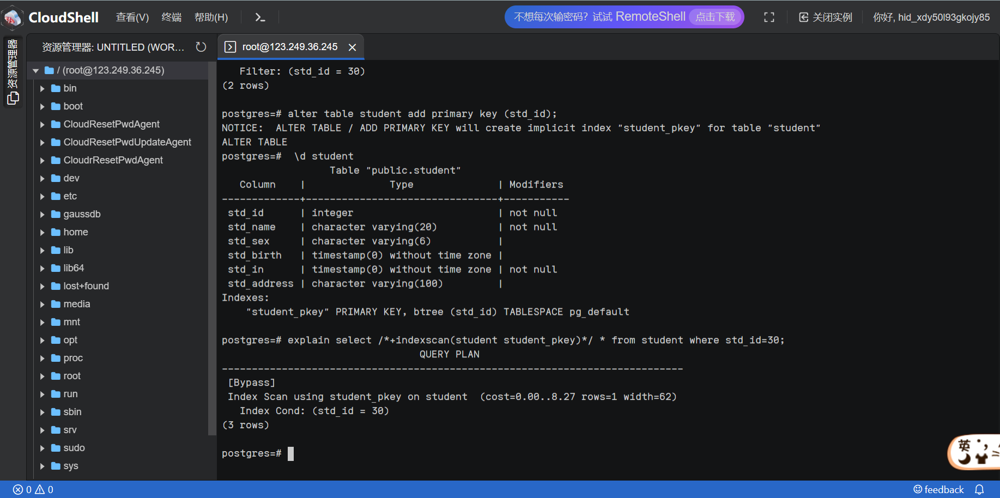 CloudShell 查看(V) 终端 帮助(H) 不想每次输密码? 试试 RemoteShell 点击下载 关闭实例 你好, hid_xdy50l93gkojy85
资源管理器
资源管理器: UNTITLED (WOR...
/ (root@123.249.36.245)
bin
boot
CloudResetPwdAgent
CloudResetPwdUpdateAgent
CloudrResetPwdAgent
dev
etc
gaussdb
home
lib
lib64
lost+found
media
mnt
opt
proc
root
run
sbin
srv
sudo
sys
root@123.249.36.245
   Filter: (std_id = 30)
(2 rows)
postgres=# alter table student add primary key (std_id);
NOTICE:  ALTER TABLE / ADD PRIMARY KEY will create implicit index "student_pkey" for table "student"
ALTER TABLE
postgres=#  \d student
                  Table "public.student"
   Column    |              Type              | Modifiers
-------------+--------------------------------+-----------
 std_id      | integer                        | not null
 std_name    | character varying(20)          | not null
 std_sex     | character varying(6)           |
 std_birth   | timestamp(0) without time zone |
 std_in      | timestamp(0) without time zone | not null
 std_address | character varying(100)         |
Indexes:
    "student_pkey" PRIMARY KEY, btree (std_id) TABLESPACE pg_default
postgres=# explain select /*+indexscan(student student_pkey)*/ * from student where std_id=30;
                                 QUERY PLAN
-----------------------------------------------------------------------------
 [Bypass]
 Index Scan using student_pkey on student  (cost=0.00..8.27 rows=1 width=62)
   Index Cond: (std_id = 30)
(3 rows)
postgres=#
英
0 0 feedback